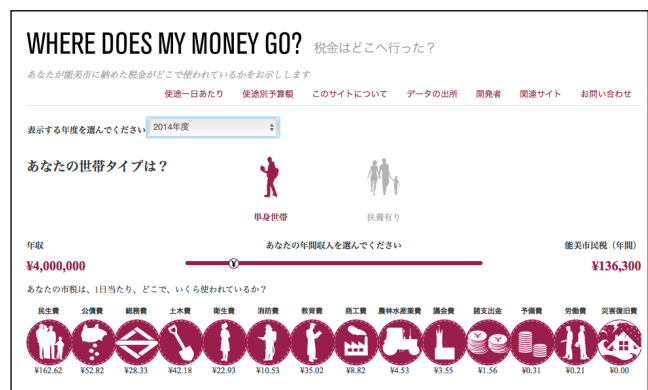 WHERE DOES MY MONEY GO? 税金はどこへ行った？
あなたが能美市に納めた税金がどこで使われているかをお示しします
使途一日あたり 使途別予算額 このサイトについて データの出所 開発者 関連サイト お問い合わせ
表示する年度を選んでください 2014年度
あなたの世帯タイプは？
単身世帯 扶養有り
年収 あなたの年間収入を選んでください 能美市民税（年間）
¥4,000,000 ¥136,300
あなたの市税は、1日当たり、どこで、いくら使われているか？
民生費 公債費 総務費 土木費 衛生費 消防費 教育費 商工費 農林水産業費 議会費 諸支出金 予備費 労働費 災害復旧費
¥162.62 ¥52.82 ¥28.33 ¥42.18 ¥22.93 ¥10.53 ¥35.02 ¥8.82 ¥4.53 ¥3.55 ¥1.56 ¥0.31 ¥0.21 ¥0.00